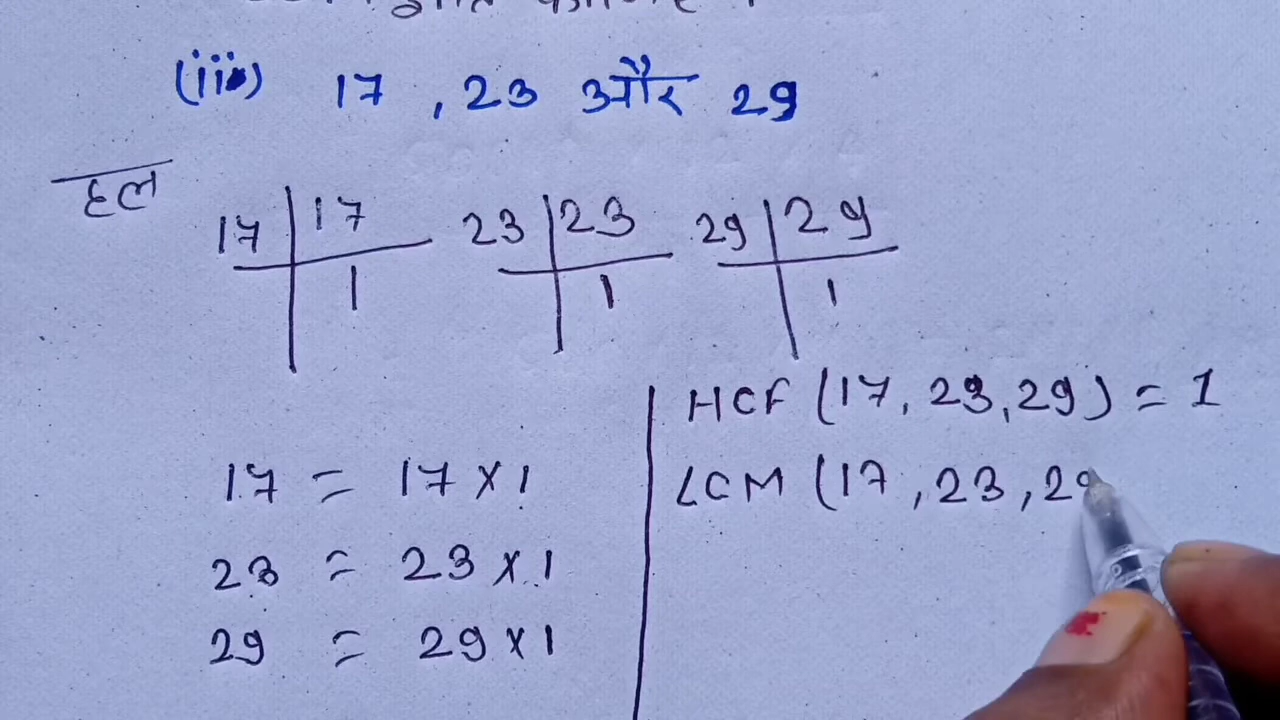 (ii) 17 , 23 और 29
हल
17 | 17 23 | 23 29 | 29
1 1 1
17 = 17 × 1
23 = 23 × 1
29 = 29 × 1
HCF (17, 23, 29) = 1
LCM (17 , 23 , 29